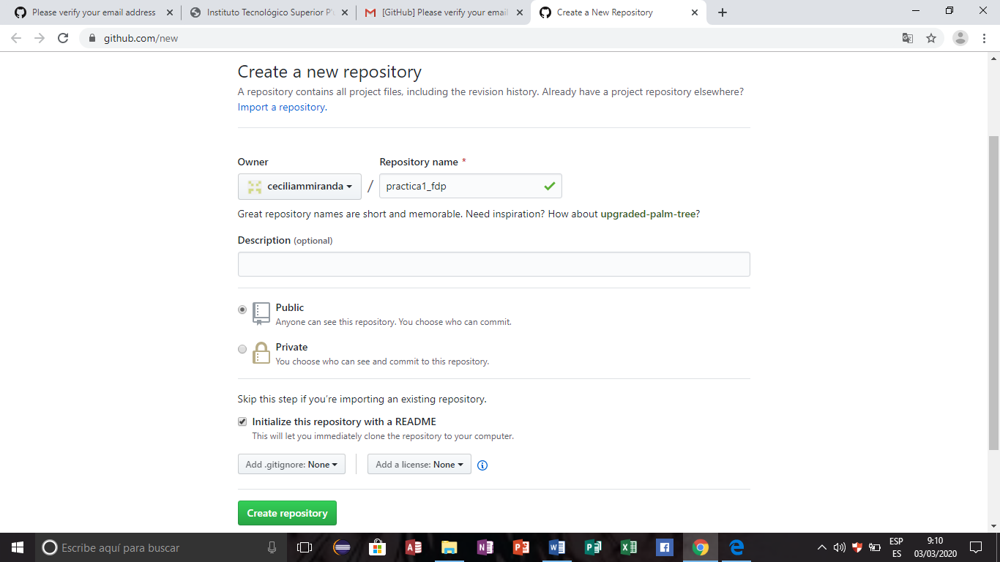 Please verify your email address
Instituto Tecnológico Superior P'
[GitHub] Please verify your email
Create a New Repository
github.com/new
Create a new repository
A repository contains all project files, including the revision history. Already have a project repository elsewhere?
Import a repository.
Owner
Repository name *
ceciliammiranda
/
practica1_fdp
Great repository names are short and memorable. Need inspiration? How about upgraded-palm-tree?
Description (optional)
Public
Anyone can see this repository. You choose who can commit.
Private
You choose who can see and commit to this repository.
Skip this step if you're importing an existing repository.
Initialize this repository with a README
This will let you immediately clone the repository to your computer.
Add .gitignore: None
Add a license: None
Create repository
Escribe aquí para buscar
ESP
ES
9:10
03/03/2020